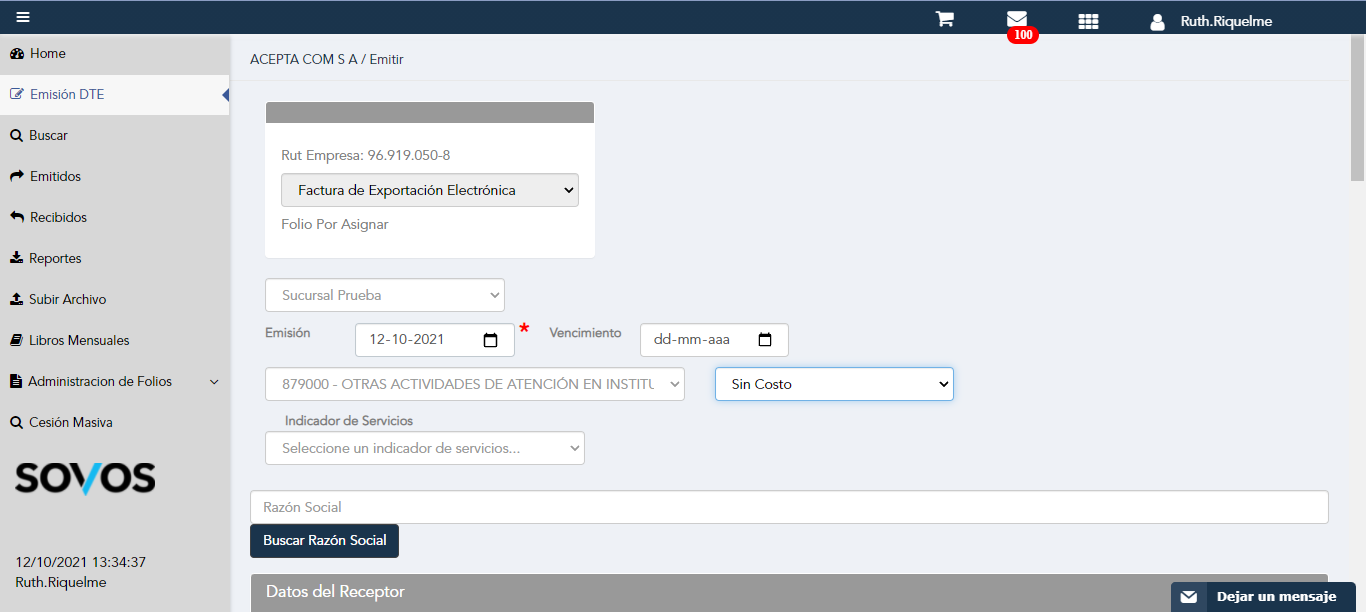 Ruth.Riquelme
100
Home
Emisión DTE
Buscar
Emitidos
Recibidos
Reportes
Subir Archivo
Libros Mensuales
Administracion de Folios
Cesión Masiva
sovos
12/10/2021 13:34:37
Ruth.Riquelme
ACEPTA COM S A / Emitir
Rut Empresa: 96.919.050-8
Factura de Exportación Electrónica
Folio Por Asignar
Sucursal Prueba
Emisión 12-10-2021 * Vencimiento dd-mm-aaa
879000 - OTRAS ACTIVIDADES DE ATENCIÓN EN INSTITU Sin Costo
Indicador de Servicios
Seleccione un indicador de servicios...
Razón Social
Buscar Razón Social
Datos del Receptor
Dejar un mensaje